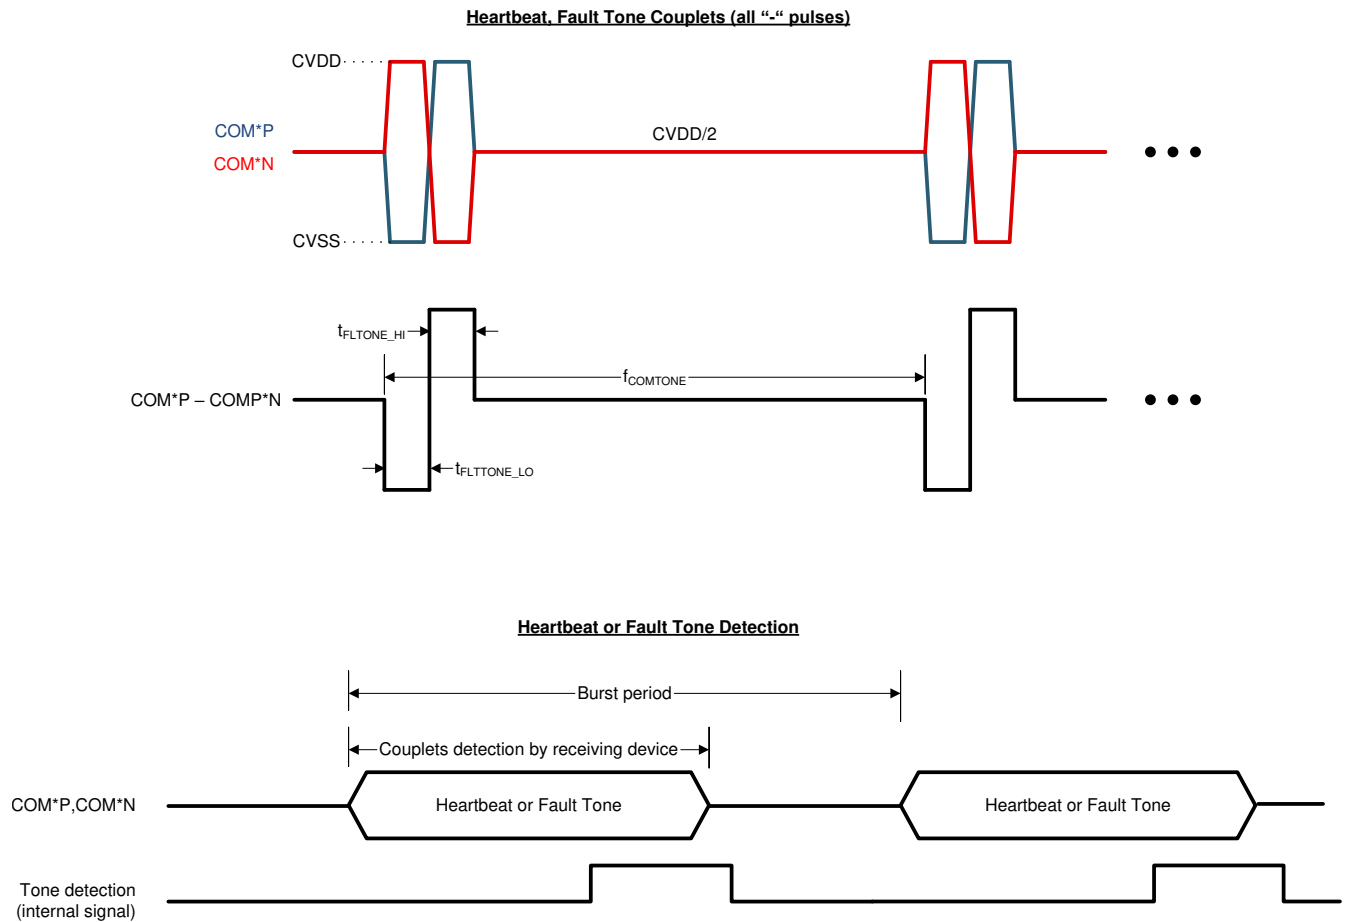 Heartbeat, Fault Tone Couplets (all “-“ pulses)
CVDD
COM*P
COM*N
CVDD/2
CVSS
tFLTONE_HI
fCOMTONE
COM*P – COMP*N
tFLTTONE_LO
Heartbeat or Fault Tone Detection
Burst period
Couplets detection by receiving device
COM*P,COM*N
Heartbeat or Fault Tone
Heartbeat or Fault Tone
Tone detection
(internal signal)